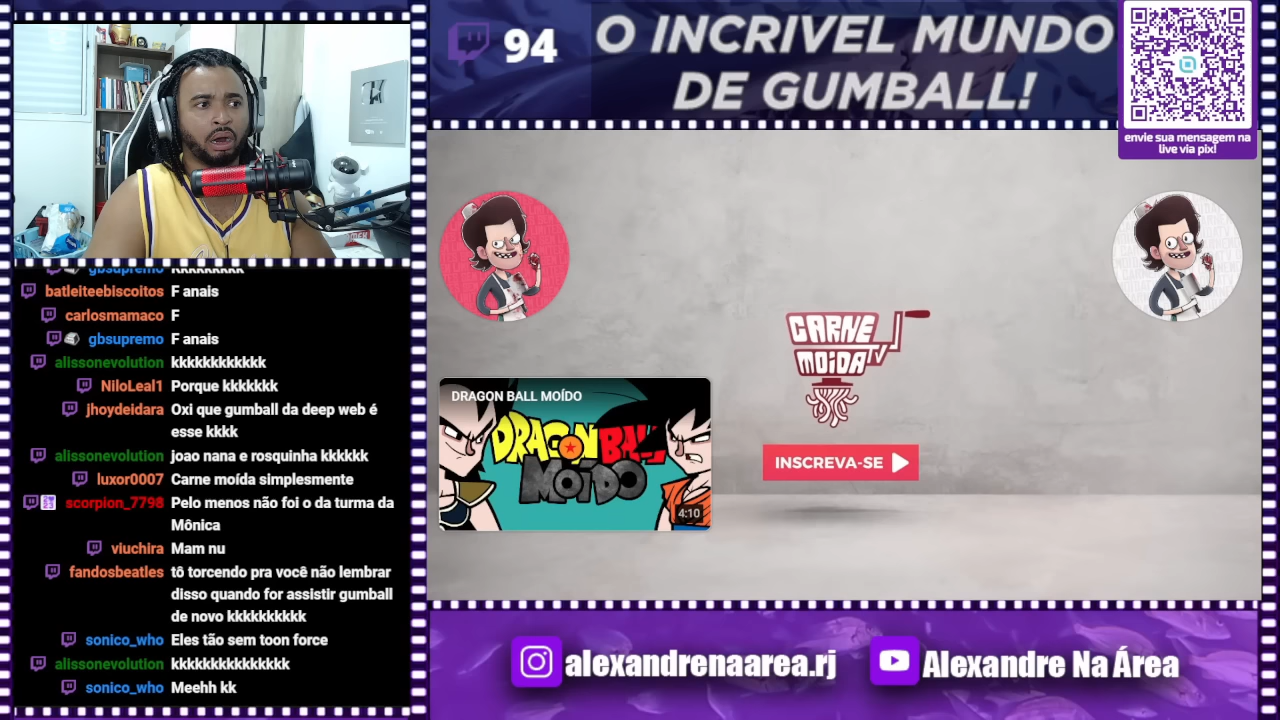 94
O INCRIVEL MUNDO
DE GUMBALL!
envie sua mensagem na
live via pix!
gbsupremo Kkkkkkkkk
batleiteebiscoitos F anais
carlosmamaco F
gbsupremo F anais
alissonevolution kkkkkkkkkkkk
NiloLeal1 Porque kkkkkkk
jhoydeidara Oxi que gumball da deep web é
esse kkkk
alissonevolution joao nana e rosquinha kkkkkk
luxor0007 Carne moída sImplesmente
scorpion_7798 Pelo menos não foi o da turma da
Mônica
viuchira Mam nu
fandosbeatles tô torcendo pra você não lembrar
disso quando for assistir gumball
de novo kkkkkkkkkk
sonico_who Eles tão sem toon force
alissonevolution kkkkkkkkkkkkkkk
sonico_who Meehh kk
CARNE
MOIDA TV
INSCREVA-SE
DRAGON BALL MOÍDO
DRAGON BALL
MOÍDO
4:10
alexandrenaarea.rj
Alexandre Na Área